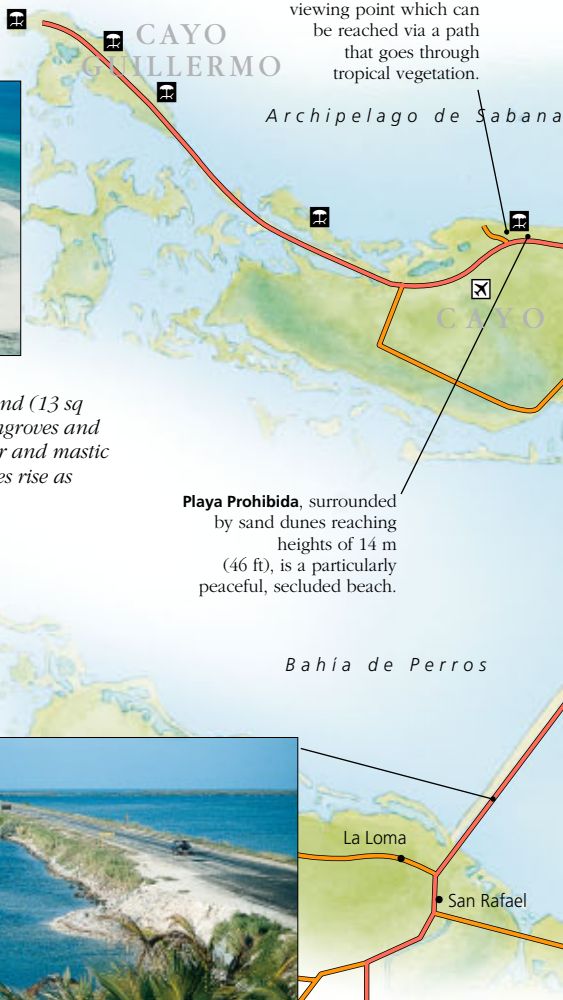 viewing point which can
be reached via a path
that goes through
tropical vegetation.
CAYO
GUILLERMO
Archipelago de Sabana
CAYO
nd (13 sq
ngroves and
r and mastic
es rise as
Playa Prohibida, surrounded
by sand dunes reaching
heights of 14 m
(46 ft), is a particularly
peaceful, secluded beach.
Bahía de Perros
La Loma
San Rafael